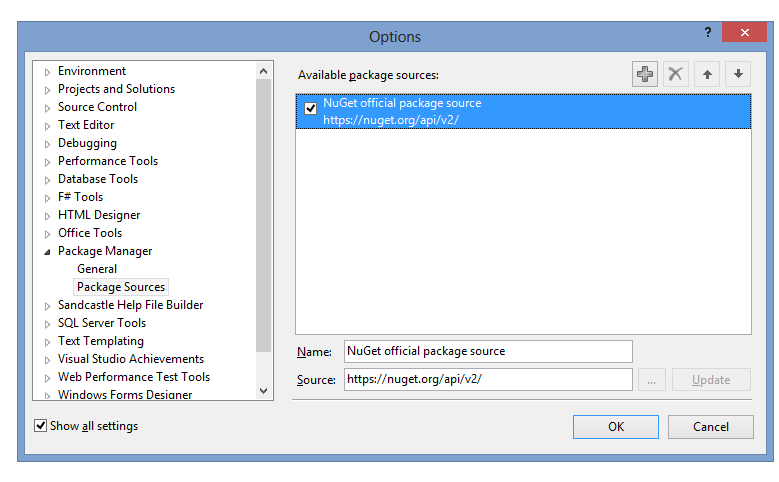 Options
?
Environment
Projects and Solutions
Source Control
Text Editor
Debugging
Performance Tools
Database Tools
F# Tools
HTML Designer
Office Tools
Package Manager
General
Package Sources
Sandcastle Help File Builder
SQL Server Tools
Text Templating
Visual Studio Achievements
Web Performance Test Tools
Windows Forms Designer
Show all settings
Available package sources:
NuGet official package source
https://nuget.org/api/v2/
Name: NuGet official package source
Source: https://nuget.org/api/v2/ ... Update
OK Cancel